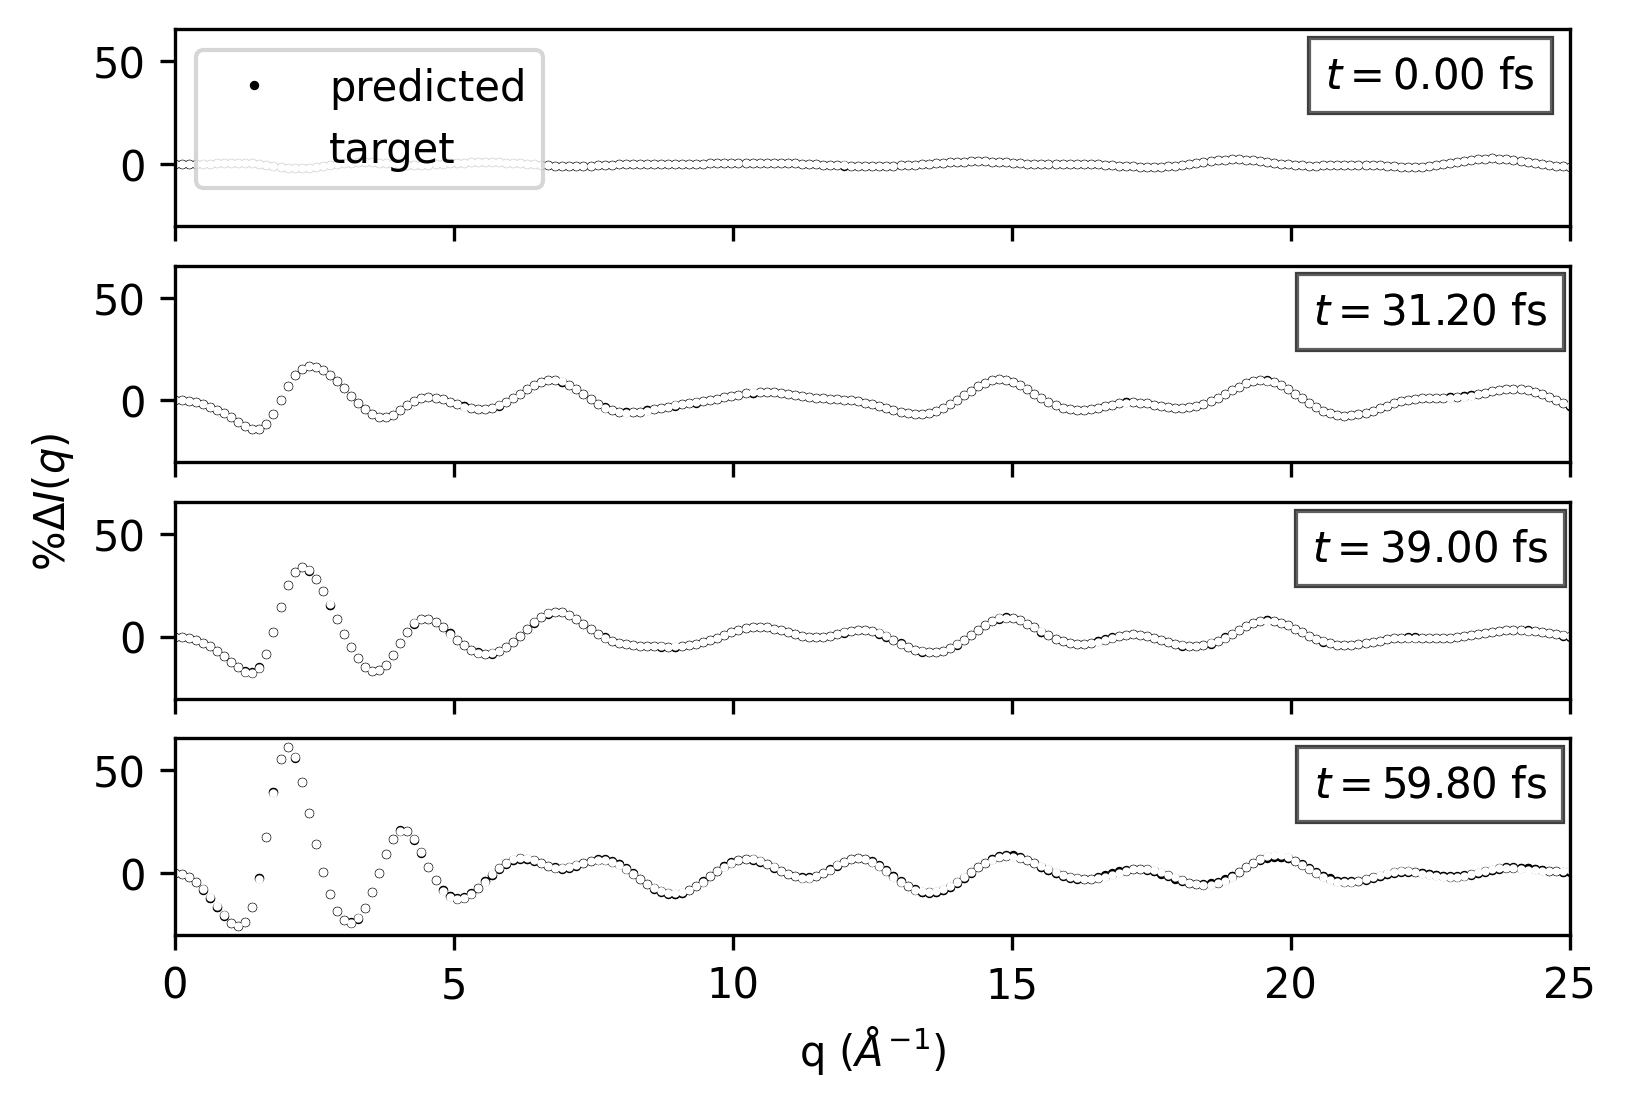 50
0
predicted
target
t = 0.00 fs
50
0
t = 31.20 fs
%ΔI(q)
50
0
t = 39.00 fs
50
0
t = 59.80 fs
0 5 10 15 20 25
q (Å⁻¹)